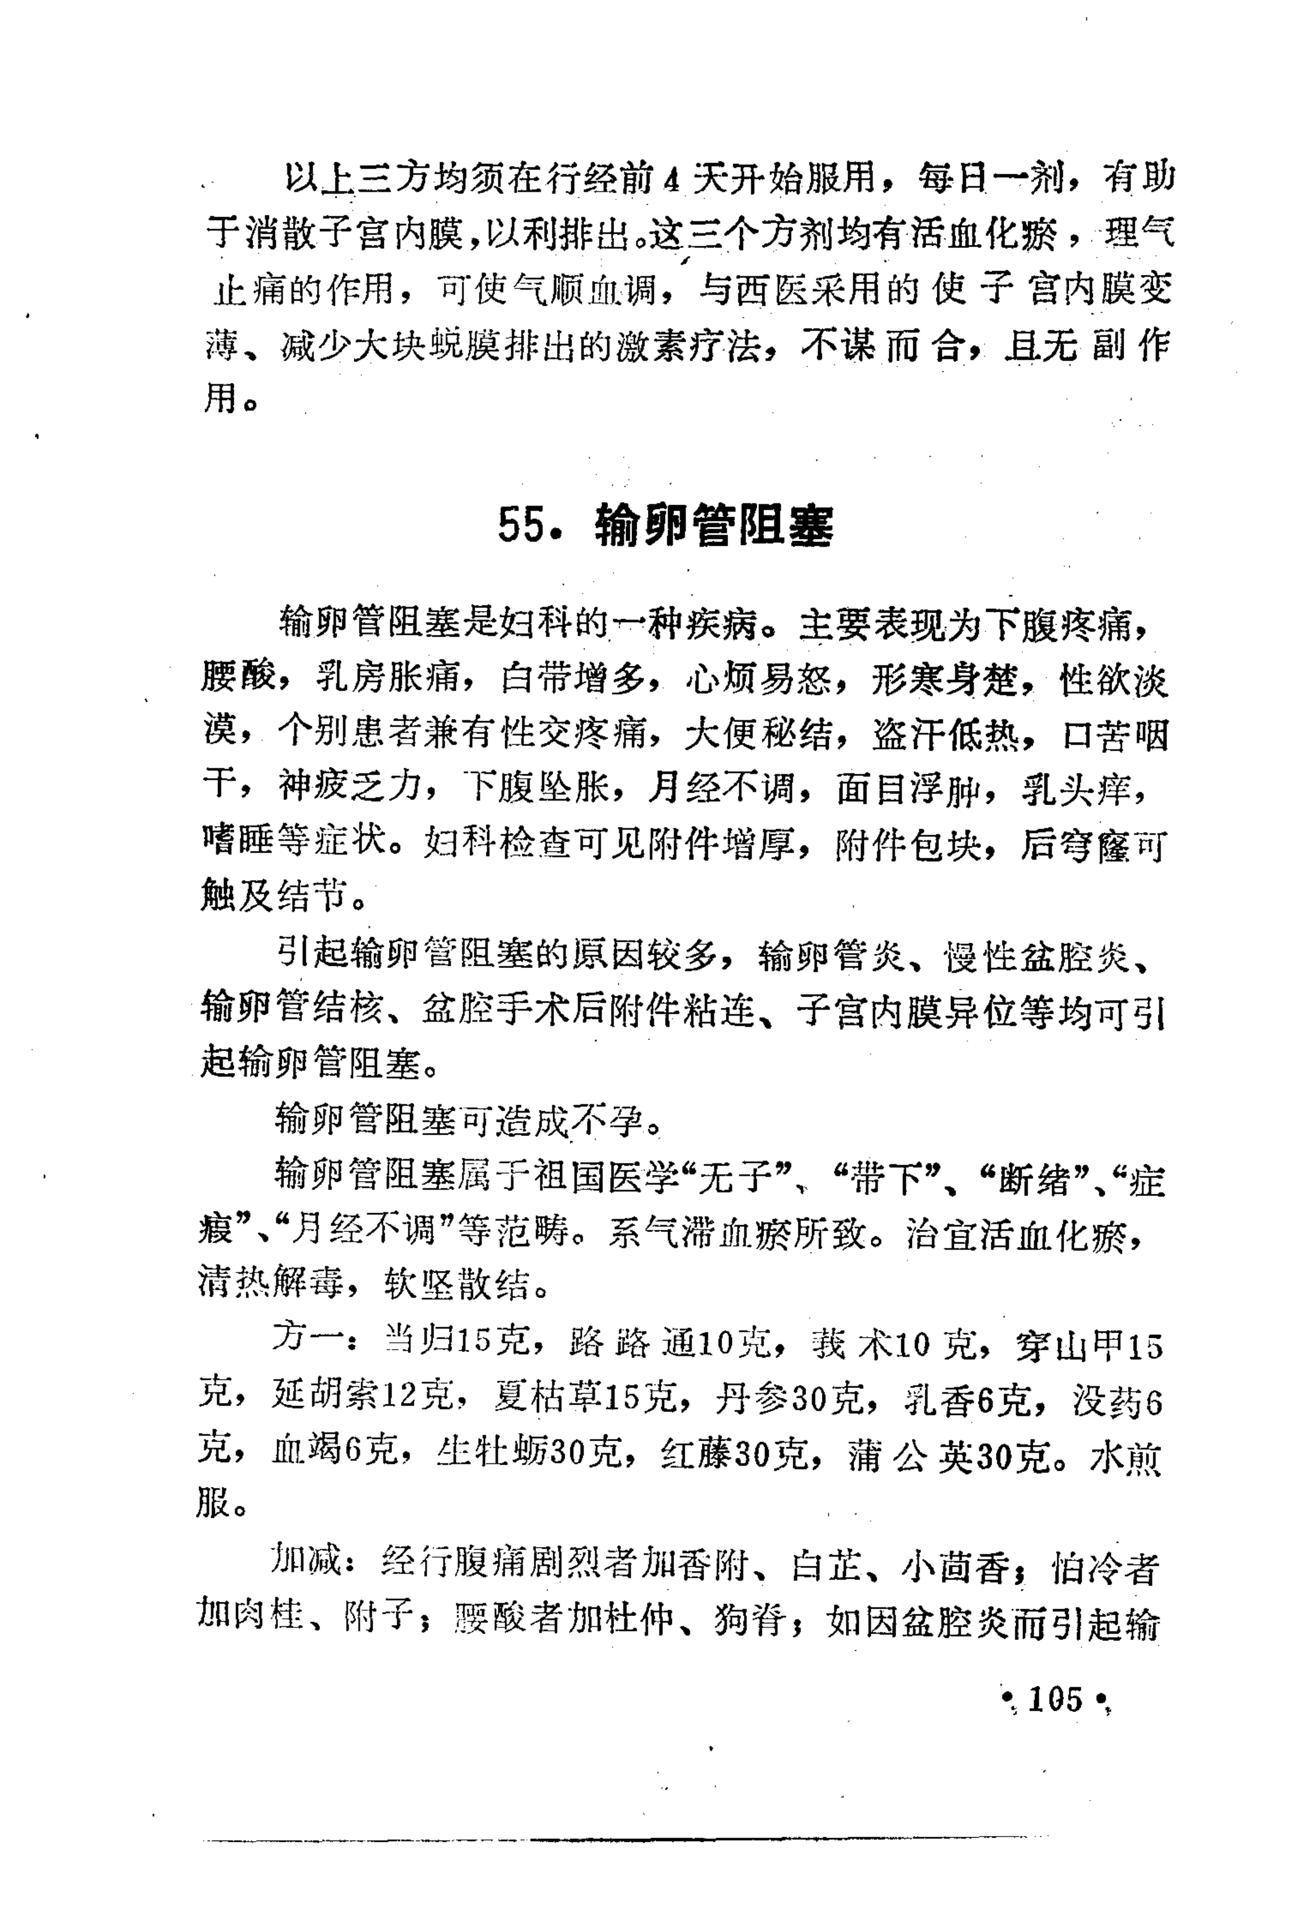 以上三方均须在行经前4天开始服用，每日一剂，有助
于消散子宫内膜，以利排出。这三个方剂均有活血化瘀，理气
止痛的作用，可使气顺血调，与西医采用的使子宫内膜变
薄、减少大块蜕膜排出的激素疗法，不谋而合，且无副作
用。
55．输卵管阻塞
输卵管阻塞是妇科的一种疾病。主要表现为下腹疼痛，
腰酸，乳房胀痛，白带增多，心烦易怒，形寒身楚，性欲淡
漠，个别患者兼有性交疼痛，大便秘结，盗汗低热，口苦咽
干，神疲乏力，下腹坠胀，月经不调，面目浮肿，乳头痒，
嗜睡等症状。妇科检查可见附件增厚，附件包块，后穹窿可
触及结节。
引起输卵管阻塞的原因较多，输卵管炎、慢性盆腔炎、
输卵管结核、盆腔手术后附件粘连、子宫内膜异位等均可引
起输卵管阻塞。
输卵管阻塞可造成不孕。
输卵管阻塞属于祖国医学“无子”、“带下”、“断绪”、“症
瘕”、“月经不调”等范畴。系气滞血瘀所致。治宜活血化瘀，
清热解毒，软坚散结。
方一：当归15克，路路通10克，莪术10克，穿山甲15
克，延胡索12克，夏枯草15克，丹参30克，乳香6克，没药6
克，血竭6克，生牡蛎30克，红藤30克，蒲公英30克。水煎
服。
加减：经行腹痛剧烈者加香附、白芷、小茴香；怕冷者
加肉桂、附子；腰酸者加杜仲、狗脊；如因盆腔炎而引起输
•105•